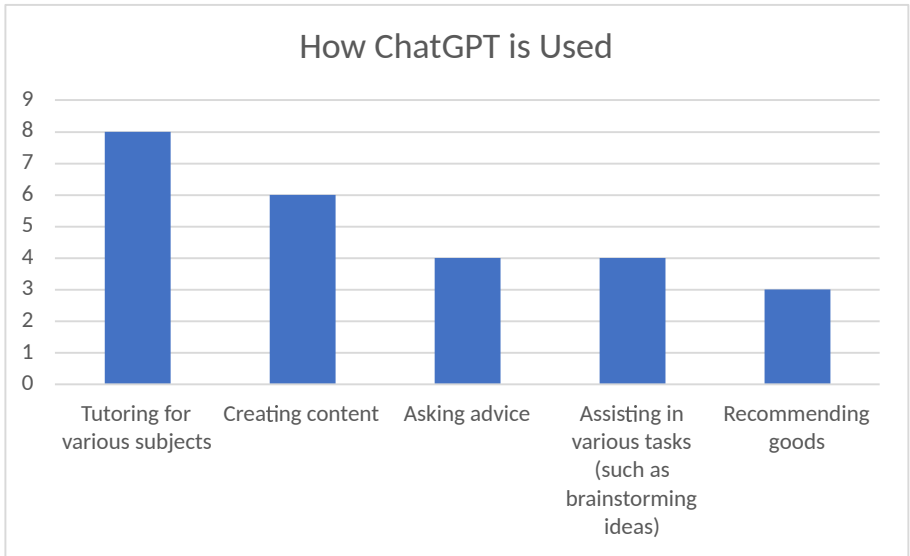 How ChatGPT is Used
9
8
7
6
5
4
3
2
1
0
Tutoring for
various subjects
Creating content
Asking advice
Assisting in
various tasks
(such as
brainstorming
ideas)
Recommending
goods